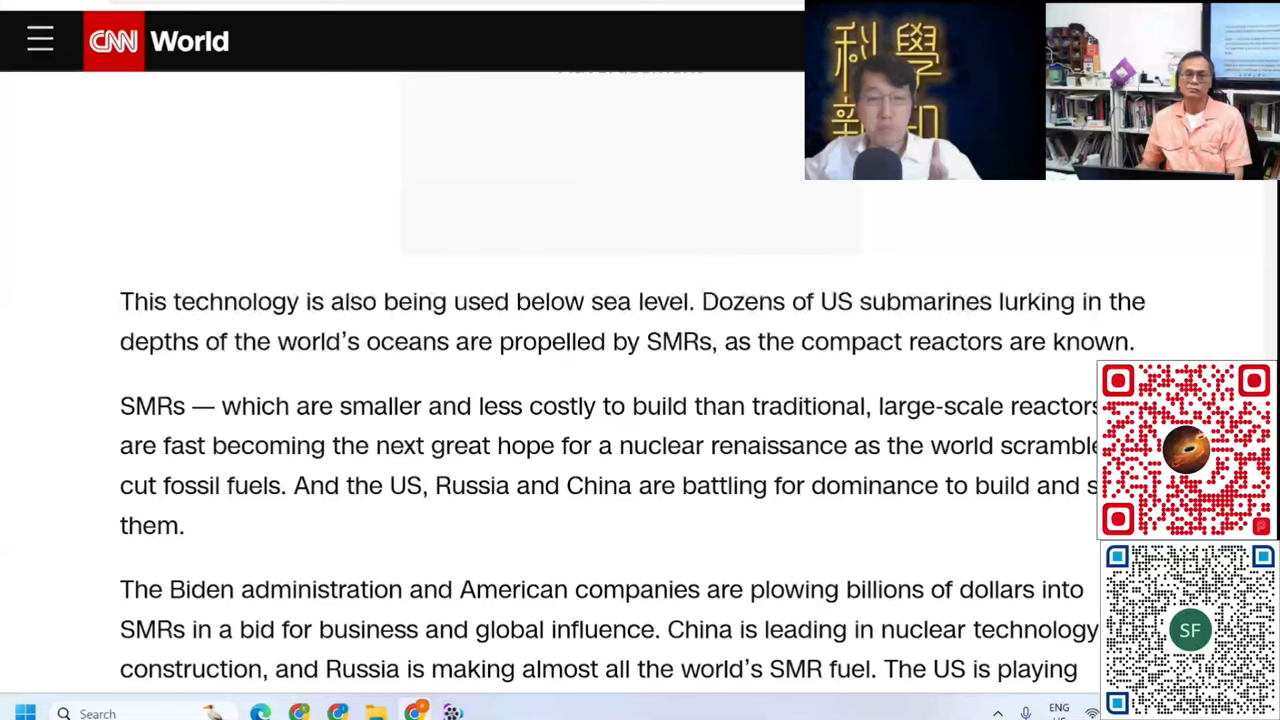 CNN World
科學
新知
This technology is also being used below sea level. Dozens of US submarines lurking in the
depths of the world's oceans are propelled by SMRs, as the compact reactors are known.
SMRs — which are smaller and less costly to build than traditional, large-scale reactors
are fast becoming the next great hope for a nuclear renaissance as the world scramble
cut fossil fuels. And the US, Russia and China are battling for dominance to build and s
them.
The Biden administration and American companies are plowing billions of dollars into
SMRs in a bid for business and global influence. China is leading in nuclear technology
construction, and Russia is making almost all the world's SMR fuel. The US is playing
SF
Search
ENG